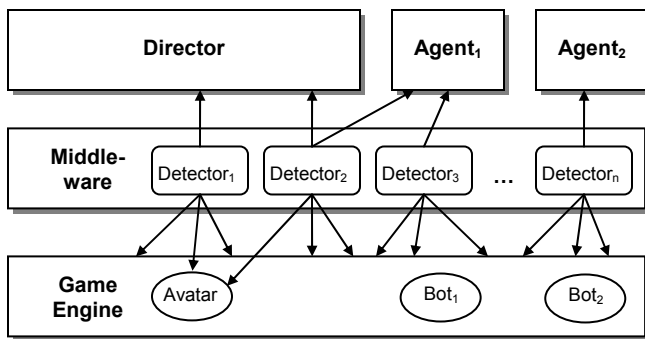 Director
Agent₁
Agent₂
Middle-
ware
Detector₁
Detector₂
Detector₃
...
Detectorₙ
Game
Engine
Avatar
Bot₁
Bot₂